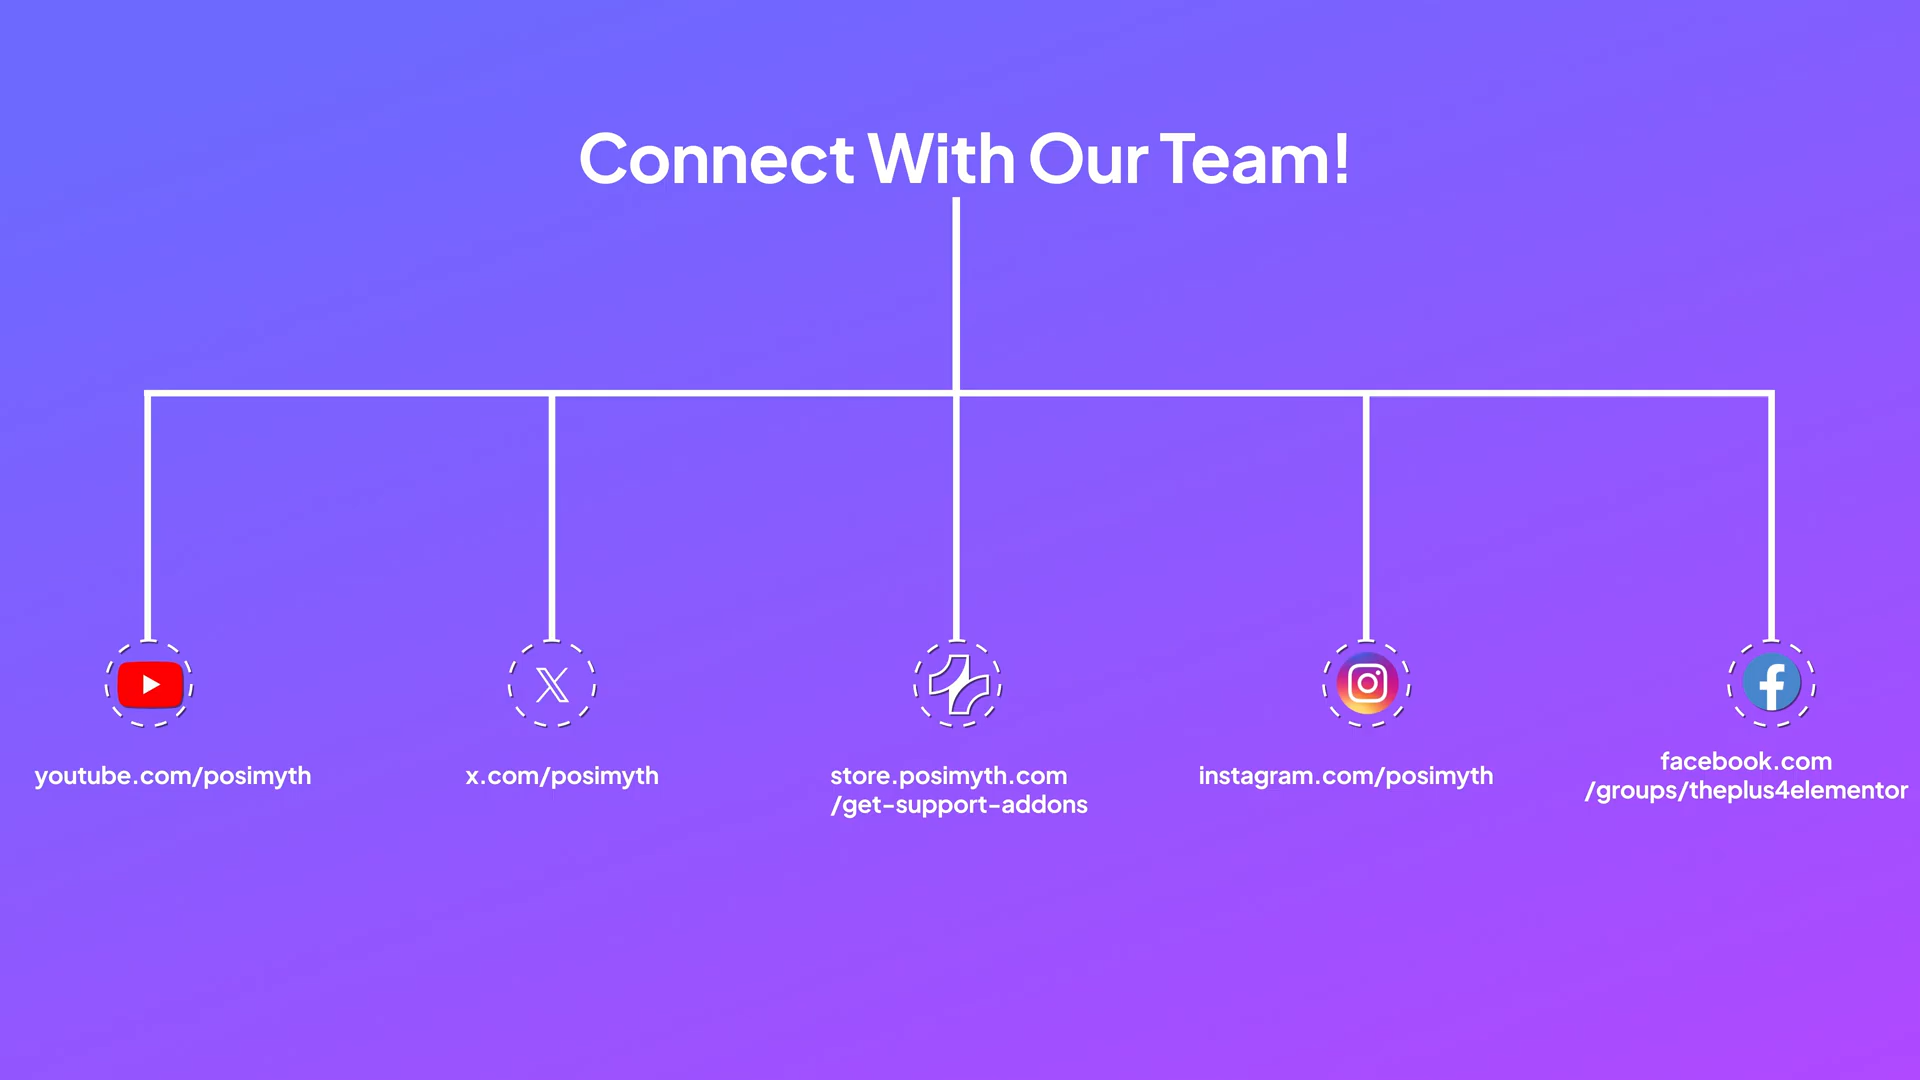 Connect With Our Team!
youtube.com/posimyth
x.com/posimyth
store.posimyth.com
/get-support-addons
instagram.com/posimyth
facebook.com
/groups/theplus4elementor